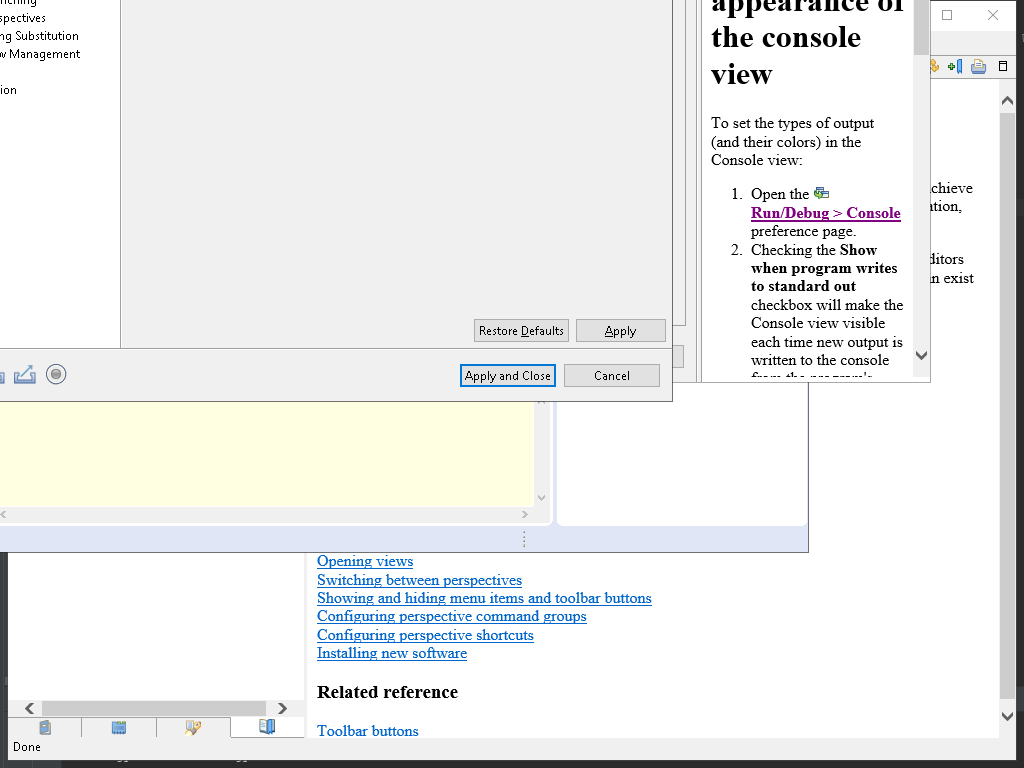 spectives
ng Substitution
w Management
ion
Restore Defaults
Apply
Apply and Close
Cancel
appearance of
the console
view
To set the types of output
(and their colors) in the
Console view:
1. Open the
Run/Debug > Console
preference page.
2. Checking the Show
when program writes
to standard out
checkbox will make the
Console view visible
each time new output is
written to the console
from the program's
chieve
ation,
ditors
n exist
Opening views
Switching between perspectives
Showing and hiding menu items and toolbar buttons
Configuring perspective command groups
Configuring perspective shortcuts
Installing new software
Related reference
Toolbar buttons
Done